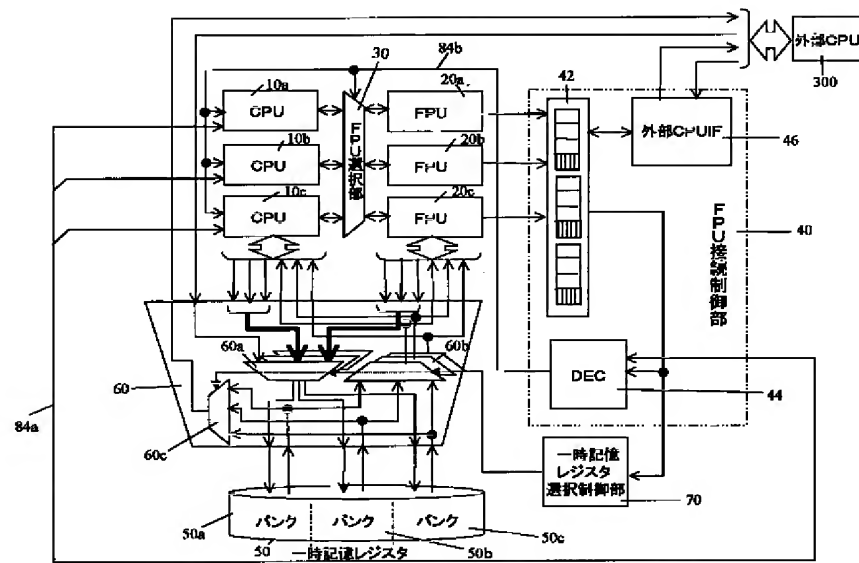 84b
30
外部CPU
300
10a
CPU
20a
FPU
42
外部CPUIF
46
10b
CPU
FPU選択部
20b
FPU
10c
CPU
20c
FPU
FPU接続制御部
40
60a
60b
60
DEC
44
84a
60c
一時記憶
レジスタ
選択制御部
70
50a
バンク
バンク
バンク
50c
50
一時記憶レジスタ
50b